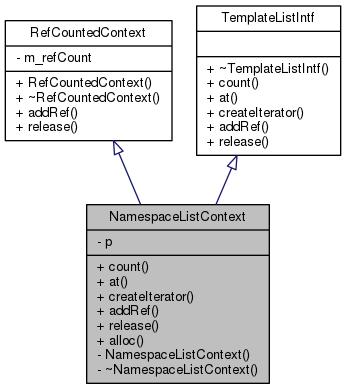 RefCountedContext
- m_refCount
+ RefCountedContext()
+ ~RefCountedContext()
+ addRef()
+ release()
TemplateListIntf
+ ~TemplateListIntf()
+ count()
+ at()
+ createIterator()
+ addRef()
+ release()
NamespaceListContext
- p
+ count()
+ at()
+ createIterator()
+ addRef()
+ release()
+ alloc()
- NamespaceListContext()
- ~NamespaceListContext()